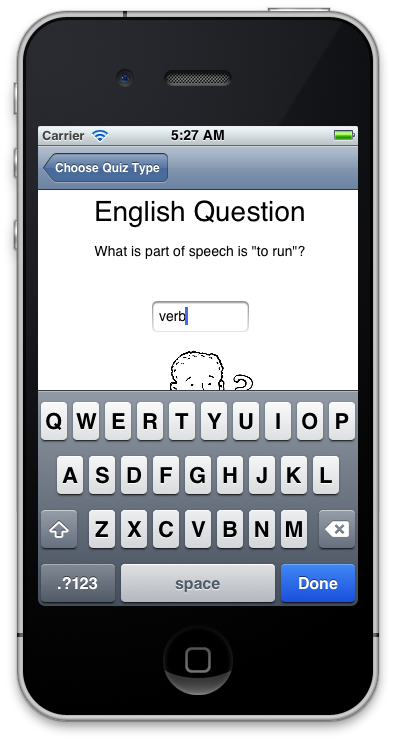 Carrier 5:27 AM
Choose Quiz Type
English Question
What is part of speech is "to run"?
verb
?
Q W E R T Y U I O P
A S D F G H J K L
Z X C V B N M
.?123 space Done